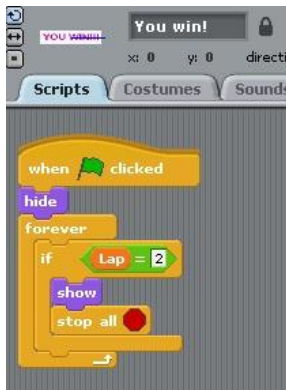 YOU WIN!!!!
You win!
x: 0 y: 0 directi
Scripts Costumes Sounds
when clicked
hide
forever
if Lap = 2
show
stop all